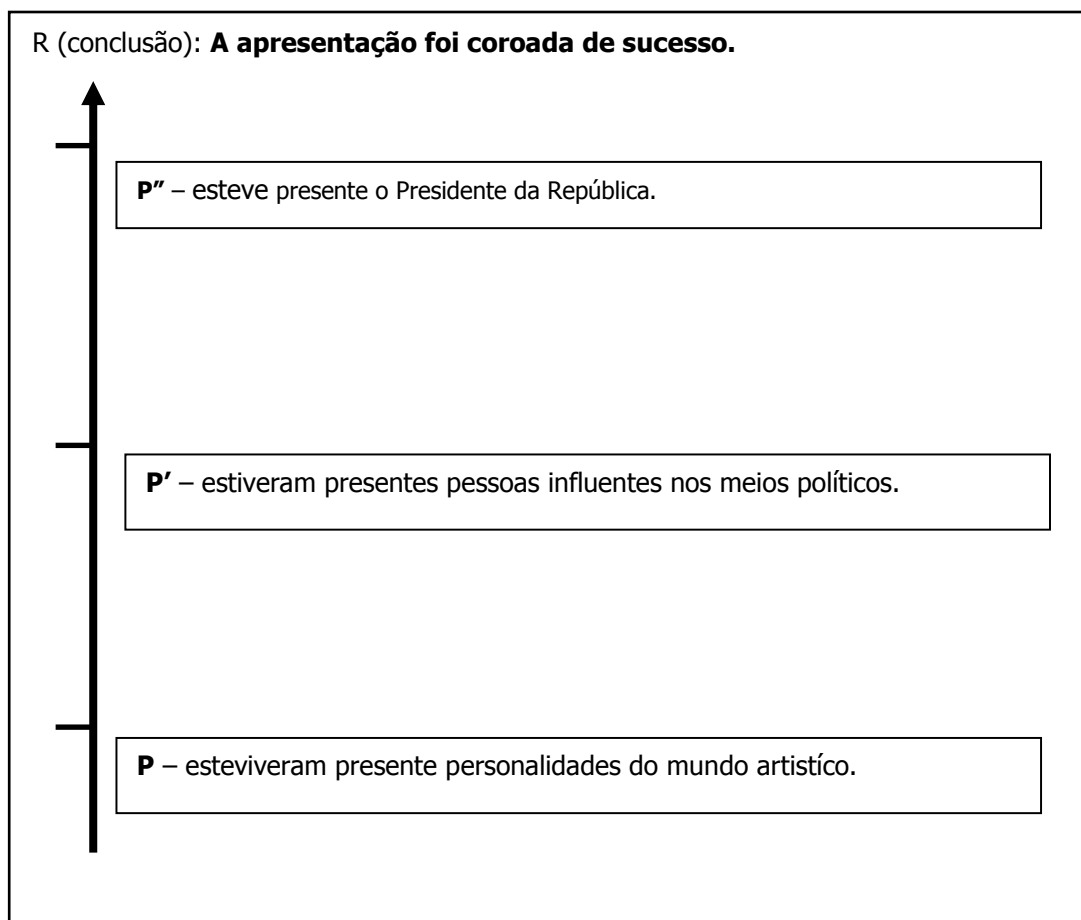 R (conclusão): A apresentação foi coroada de sucesso.
P″ – esteve presente o Presidente da República.
P′ – estiveram presentes pessoas influentes nos meios políticos.
P – esteviveram presente personalidades do mundo artistíco.